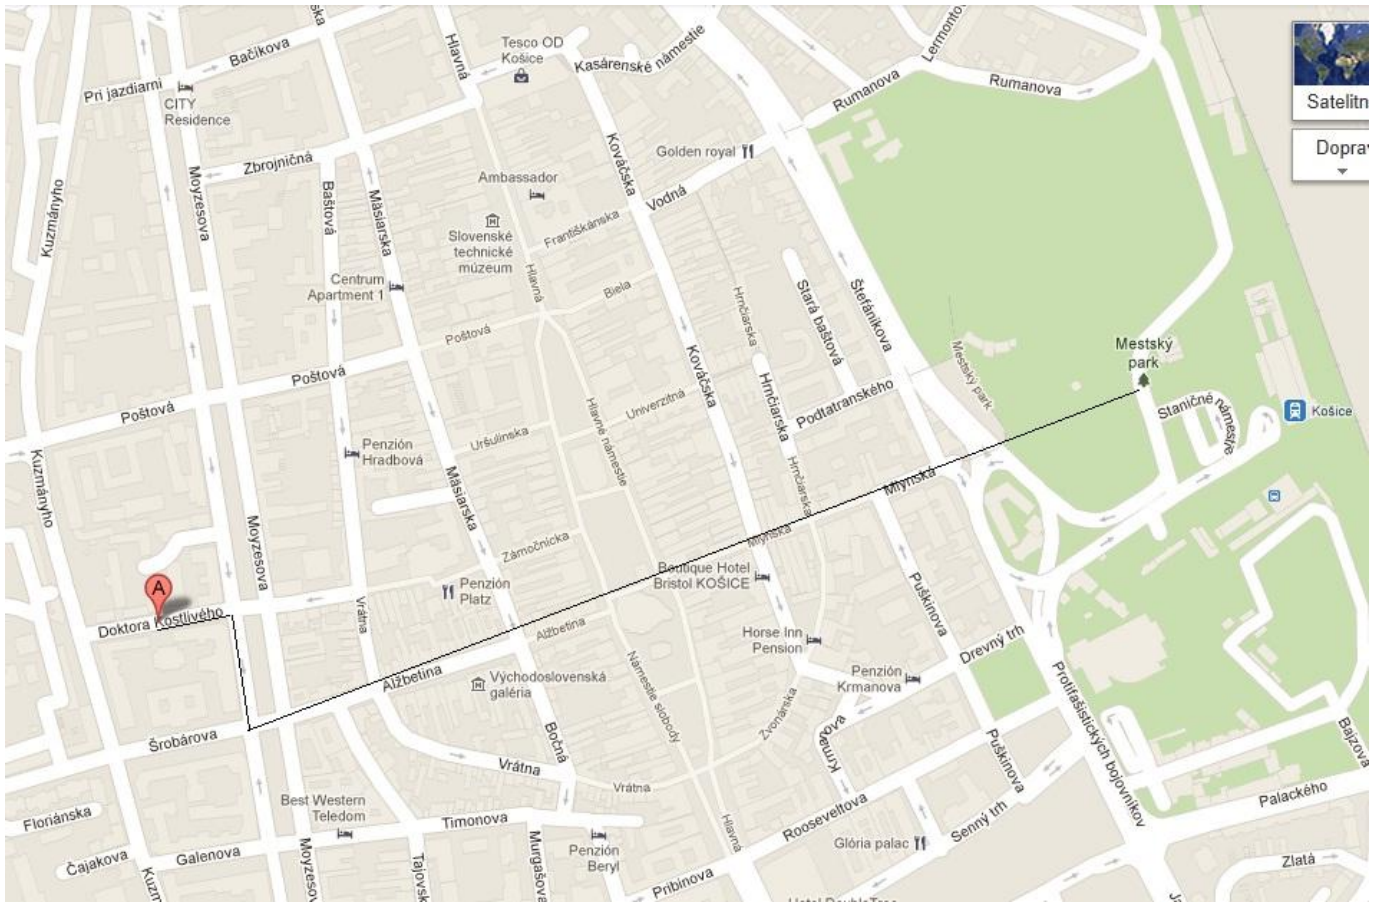 Bačíkova
Hlavná
Tesco OD
Košice
Kasárenské námestie
Rumanova
Rumanova
Pri jazdiarni
CITY
Residence
Kuzmányho
Moyzesova
Zbrojničná
Baštová
Mäsiarska
Ambassador
Golden royal
Kováčska
Vodná
Františkánska
Slovenské
technické
múzeum
Hlavná
Centrum
Apartment 1
Biela
Hrnčiarska
Stará baštová
Štefánikova
Poštová
Poštová
Poštová
Kováčska
Mestský park
Mestský
park
Univerzitná
Hrnčiarska
Podtatranského
Staničné námestie
Košice
Uršulínska
Hlavné námestie
Penzión
Hradbová
Kuzmányho
Mäsiarska
Hrnčiarska
Mlynská
Mlynská
Moyzesova
Zámočnícka
Boutique Hotel
Bristol KOŠICE
Penzión
Platz
A
Doktora Kostlivého
Vrátna
Alžbetina
Alžbetina
Puškinova
Horse Inn
Pension
Drevný trh
Penzión
Krmanova
Východoslovenská
galéria
Námestie slobody
Zvonárska
Krmanova
Šrobárova
Bočná
Vrátna
Vrátna
Puškinova
Protifašistických bojovníkov
Bajzova
Palackého
Best Western
Teledom
Timonova
Floriánska
Čajakova
Galenova
Moyzesov
Tajovsk
Murgašova
Penzión
Beryl
Hlavná
Rooseveltova
Glória palac
Senný trh
Pribinova
Zlatá
Kuzm
Satelitn
Doprav